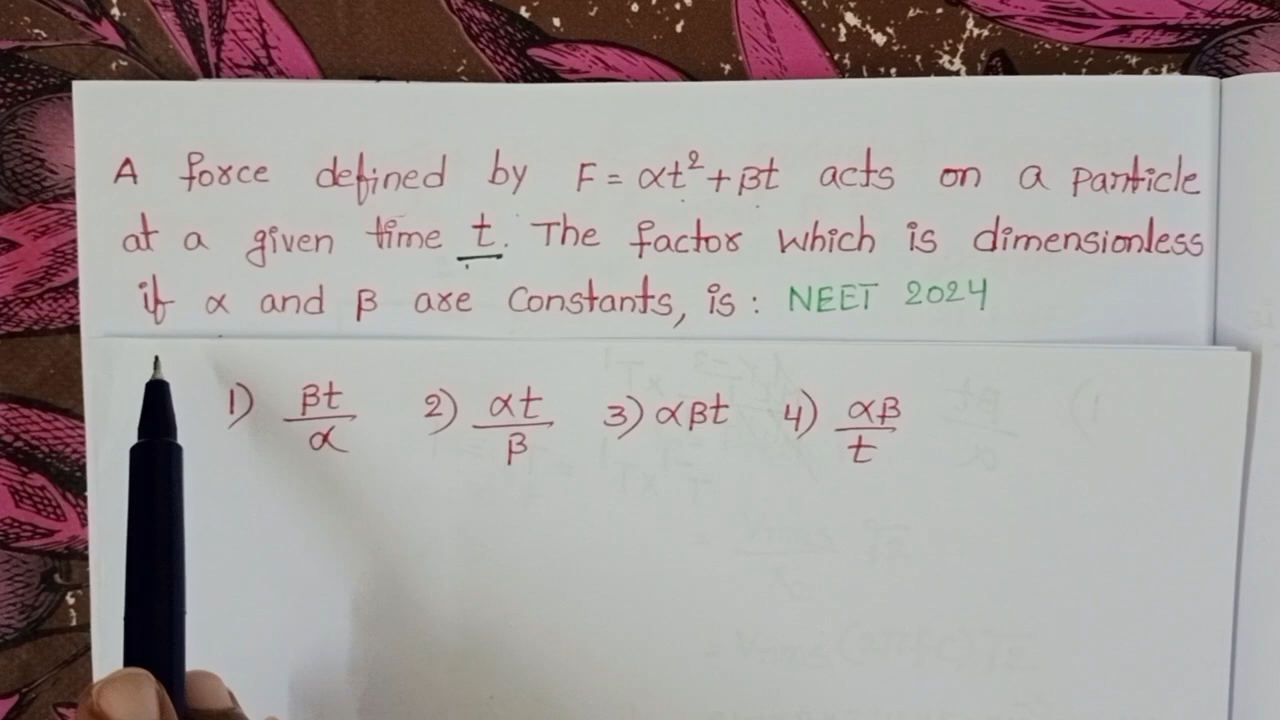 A force defined by F = αt² + βt acts on a particle
at a given time t. The factor which is dimensionless
if α and β are Constants, is : NEET 2024
1) βt/α 2) αt/β 3) αβt 4) αβ/t